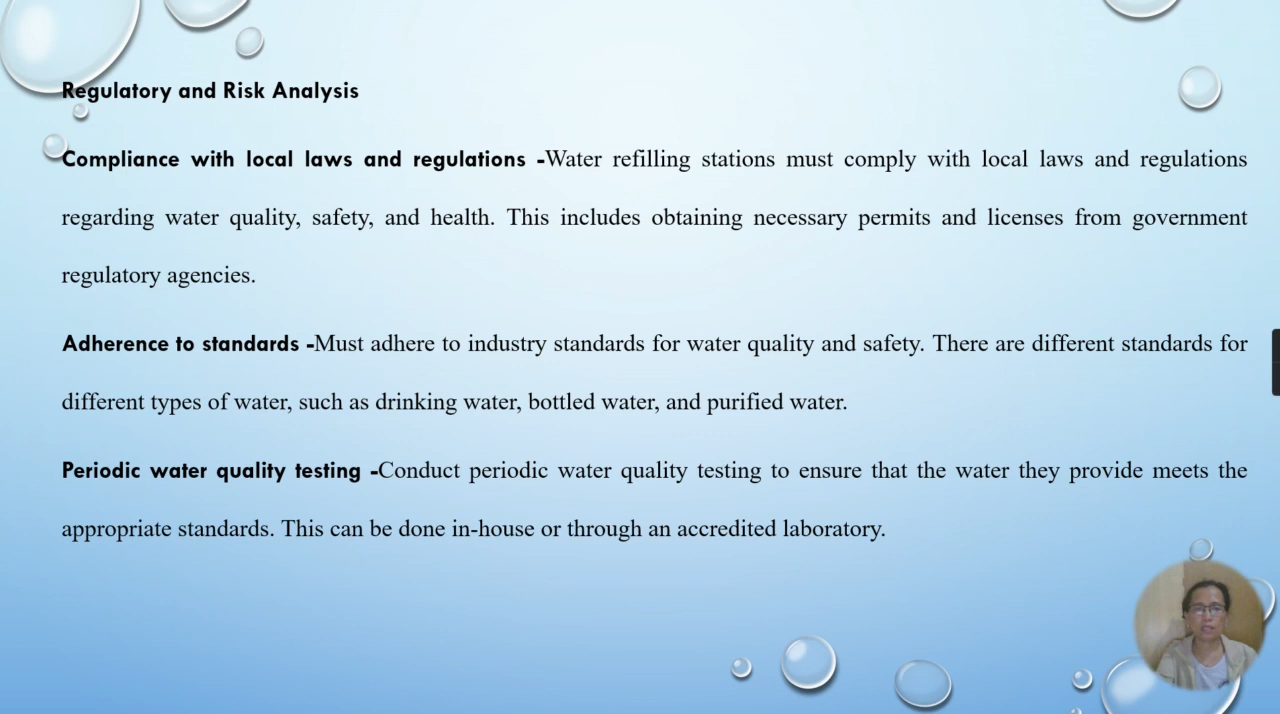 Regulatory and Risk Analysis
Compliance with local laws and regulations -Water refilling stations must comply with local laws and regulations
regarding water quality, safety, and health. This includes obtaining necessary permits and licenses from government
regulatory agencies.
Adherence to standards -Must adhere to industry standards for water quality and safety. There are different standards for
different types of water, such as drinking water, bottled water, and purified water.
Periodic water quality testing -Conduct periodic water quality testing to ensure that the water they provide meets the
appropriate standards. This can be done in-house or through an accredited laboratory.